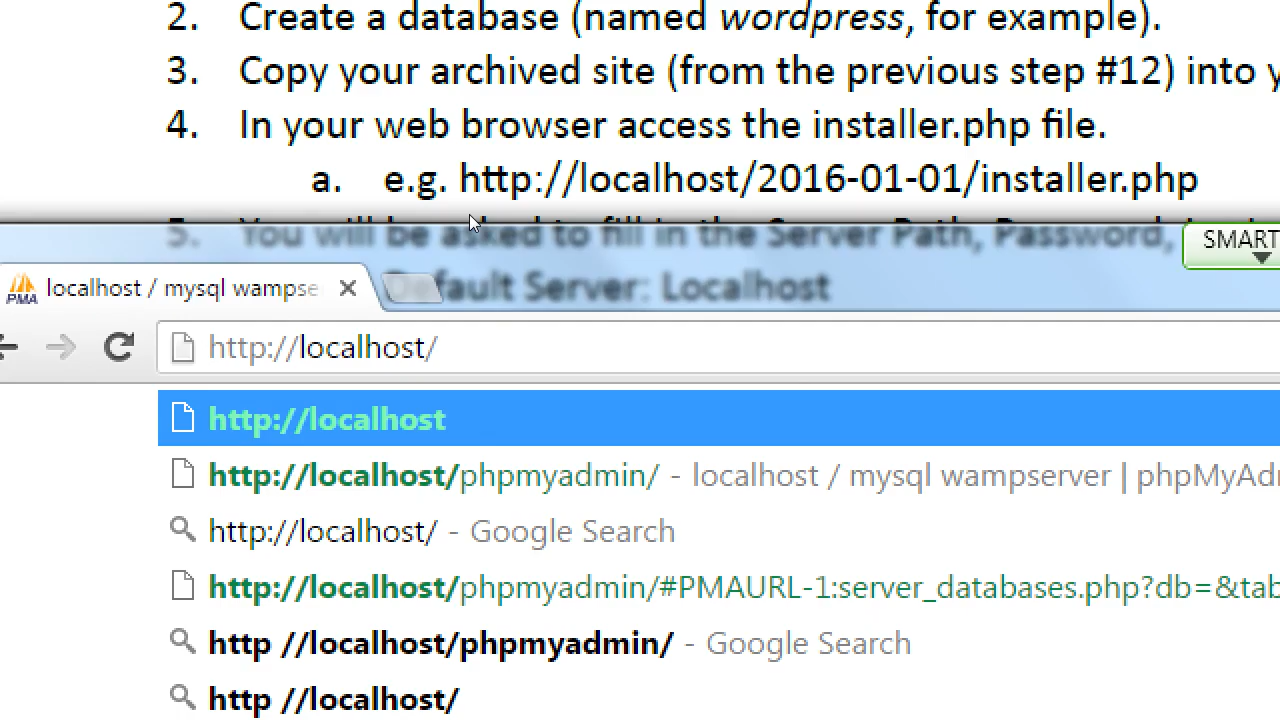 2. Create a database (named wordpress, for example).
3. Copy your archived site (from the previous step #12) into y
4. In your web browser access the installer.php file.
a. e.g. http://localhost/2016-01-01/installer.php
5. You will be asked to fill in the Server Path, Password,
SMART
Default Server: Localhost
PMA localhost / mysql wampse
http://localhost/
http://localhost
http://localhost/phpmyadmin/ - localhost / mysql wampserver | phpMyAd
http://localhost/ - Google Search
http://localhost/phpmyadmin/#PMAURL-1:server_databases.php?db=&tab
http //localhost/phpmyadmin/ - Google Search
http //localhost/